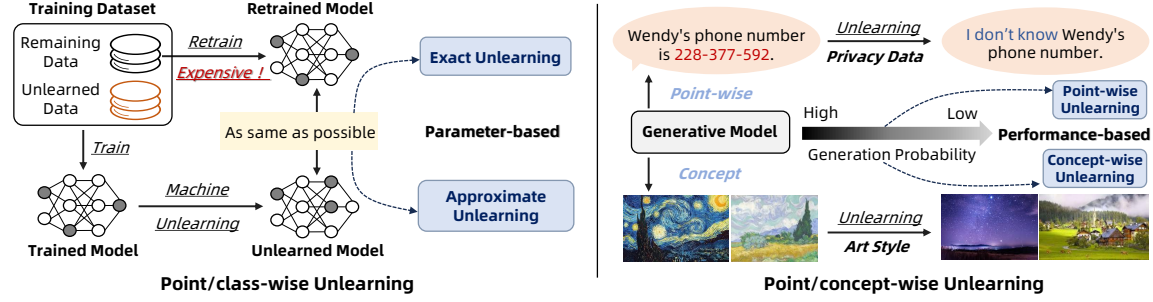 Training Dataset
Remaining
Data
Unlearned
Data
Retrain
Expensive !
Retrained Model
Exact Unlearning
As same as possible
Parameter-based
Train
Machine
Unlearning
Approximate
Unlearning
Trained Model
Unlearned Model
Point/class-wise Unlearning
Wendy's phone number
is 228-377-592.
Unlearning
Privacy Data
I don't know Wendy's
phone number.
Point-wise
Point-wise
Unlearning
Generative Model
High
Low
Performance-based
Generation Probability
Concept
Concept-wise
Unlearning
Unlearning
Art Style
Point/concept-wise Unlearning